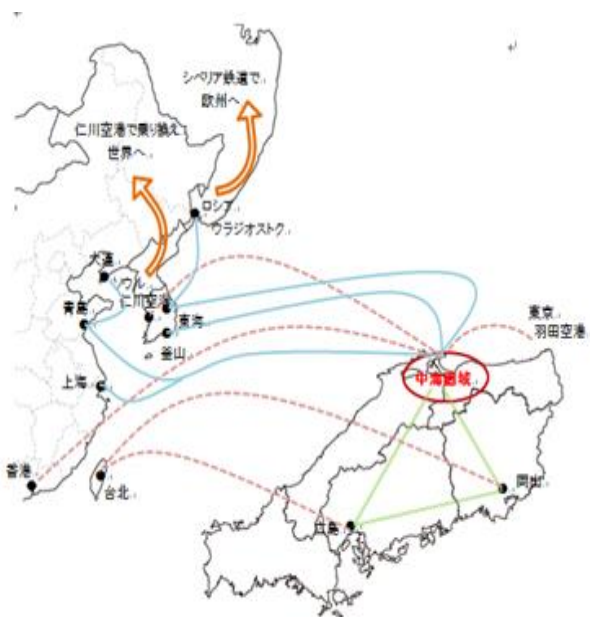 シベリア鉄道で
欧州へ
仁川空港で乗り換え
世界へ
ロシア
ウラジオストク
大連
ソウル
仁川空港
青島
東海
釜山
上海
東京
羽田空港
中海圏域
香港
台北
岡山
広島